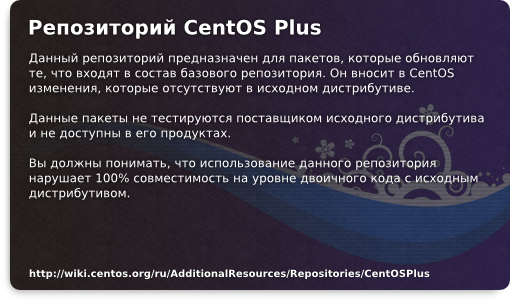 Репозиторий CentOS Plus
Данный репозиторий предназначен для пакетов, которые обновляют
те, что входят в состав базового репозитория. Он вносит в CentOS
изменения, которые отсутствуют в исходном дистрибутиве.
Данные пакеты не тестируются поставщиком исходного дистрибутива
и не доступны в его продуктах.
Вы должны понимать, что использование данного репозитория
нарушает 100% совместимость на уровне двоичного кода с исходным
дистрибутивом.
http://wiki.centos.org/ru/AdditionalResources/Repositories/CentOSPlus